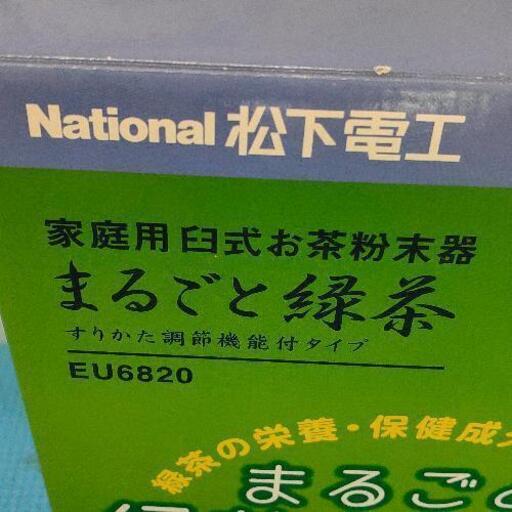 National 松下電工
家庭用臼式お茶粉末器
まるごと緑茶
すりかた調節機能付タイプ
EU6820
緑茶の栄養・保健成
まるご